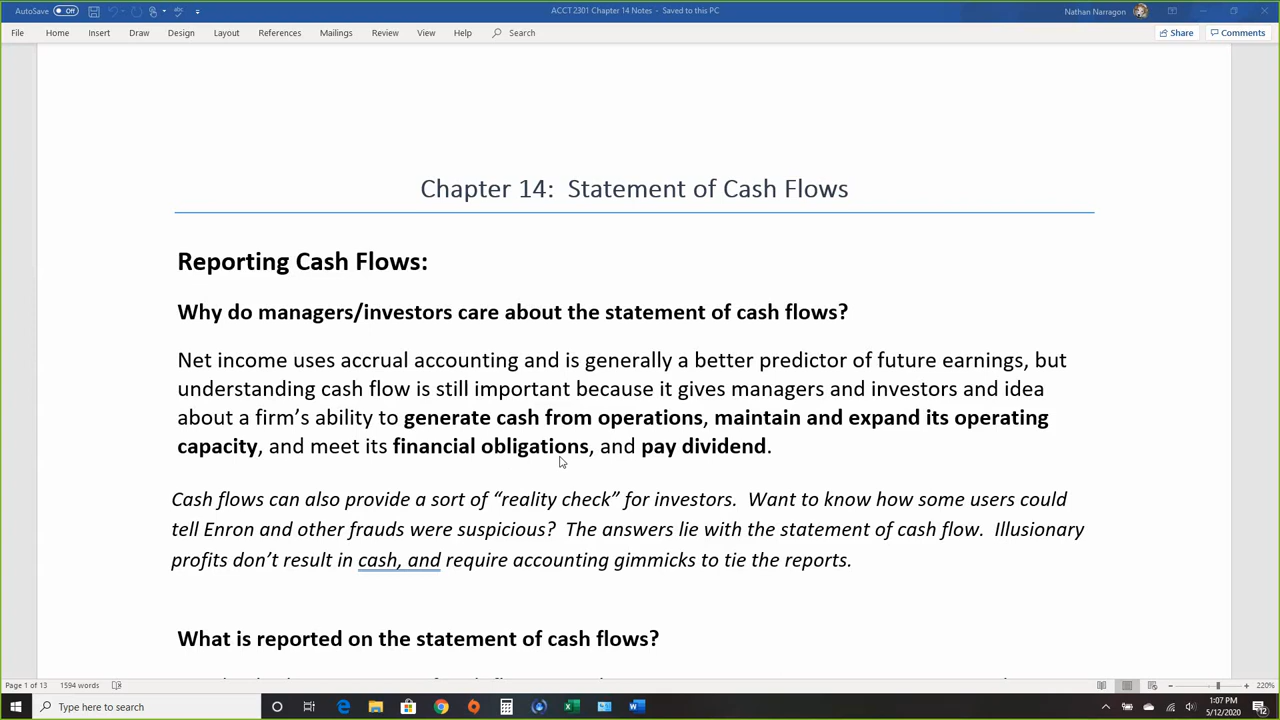 AutoSave Off
ACCT 2301 Chapter 14 Notes - Saved to this PC
Nathan Narragon
File Home Insert Draw Design Layout References Mailings Review View Help Search Share Comments
Chapter 14: Statement of Cash Flows
Reporting Cash Flows:
Why do managers/investors care about the statement of cash flows?
Net income uses accrual accounting and is generally a better predictor of future earnings, but
understanding cash flow is still important because it gives managers and investors and idea
about a firm's ability to generate cash from operations, maintain and expand its operating
capacity, and meet its financial obligations, and pay dividend.
Cash flows can also provide a sort of "reality check" for investors. Want to know how some users could
tell Enron and other frauds were suspicious? The answers lie with the statement of cash flow. Illusionary
profits don't result in cash, and require accounting gimmicks to tie the reports.
What is reported on the statement of cash flows?
Page 1 of 13 1594 words 220%
Type here to search
1:07 PM
5/12/2020
12